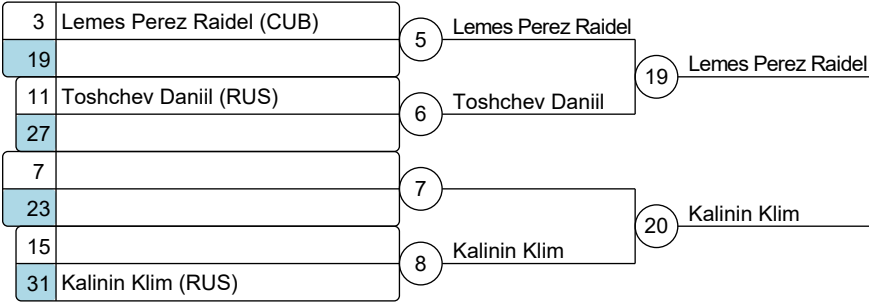 3 Lemes Perez Raidel (CUB)
19
5 Lemes Perez Raidel
19 Lemes Perez Raidel
11 Toshchev Daniil (RUS)
27
6 Toshchev Daniil
7
23
7
20 Kalinin Klim
15
31 Kalinin Klim (RUS)
8 Kalinin Klim